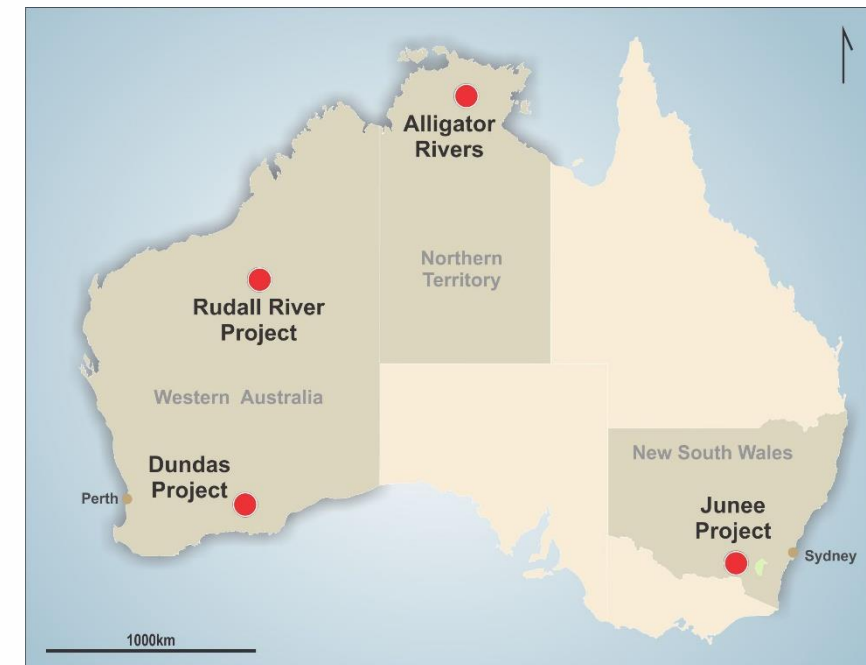 Alligator
Rivers
Northern
Territory
Rudall River
Project
Western Australia
Dundas
Project
Perth
New South Wales
Junee
Project
Sydney
1000km